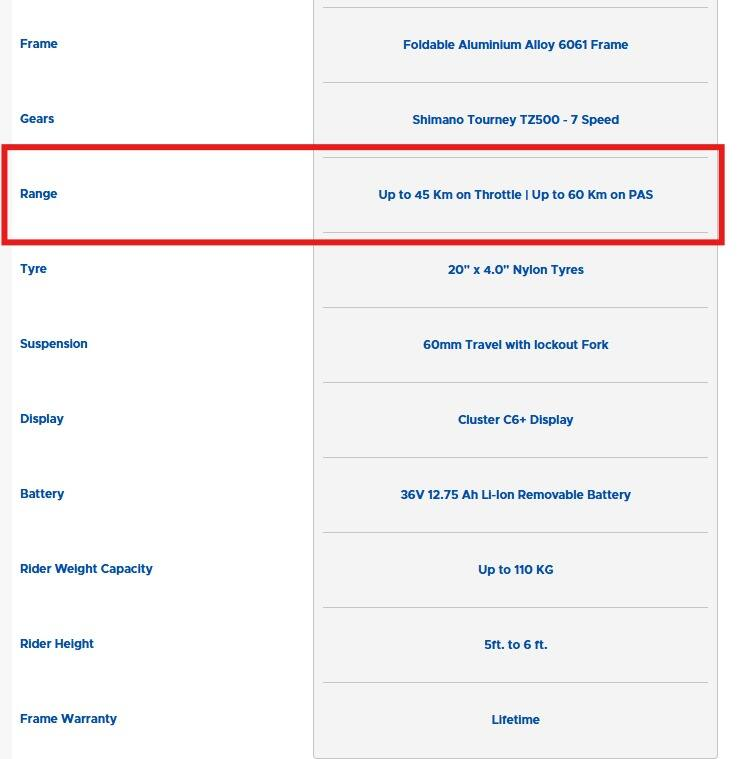 Frame
Foldable Aluminium Alloy 6061 Frame
Gears
Shimano Tourney TZ500 - 7 Speed
Range
Up to 45 Km on Throttle | Up to 60 Km on PAS
Tyre
20" x 4.0" Nylon Tyres
Suspension
60mm Travel with lockout Fork
Display
Cluster C6+ Display
Battery
36V 12.75 Ah Li-Ion Removable Battery
Rider Weight Capacity
Up to 110 KG
Rider Height
5ft. to 6 ft.
Frame Warranty
Lifetime